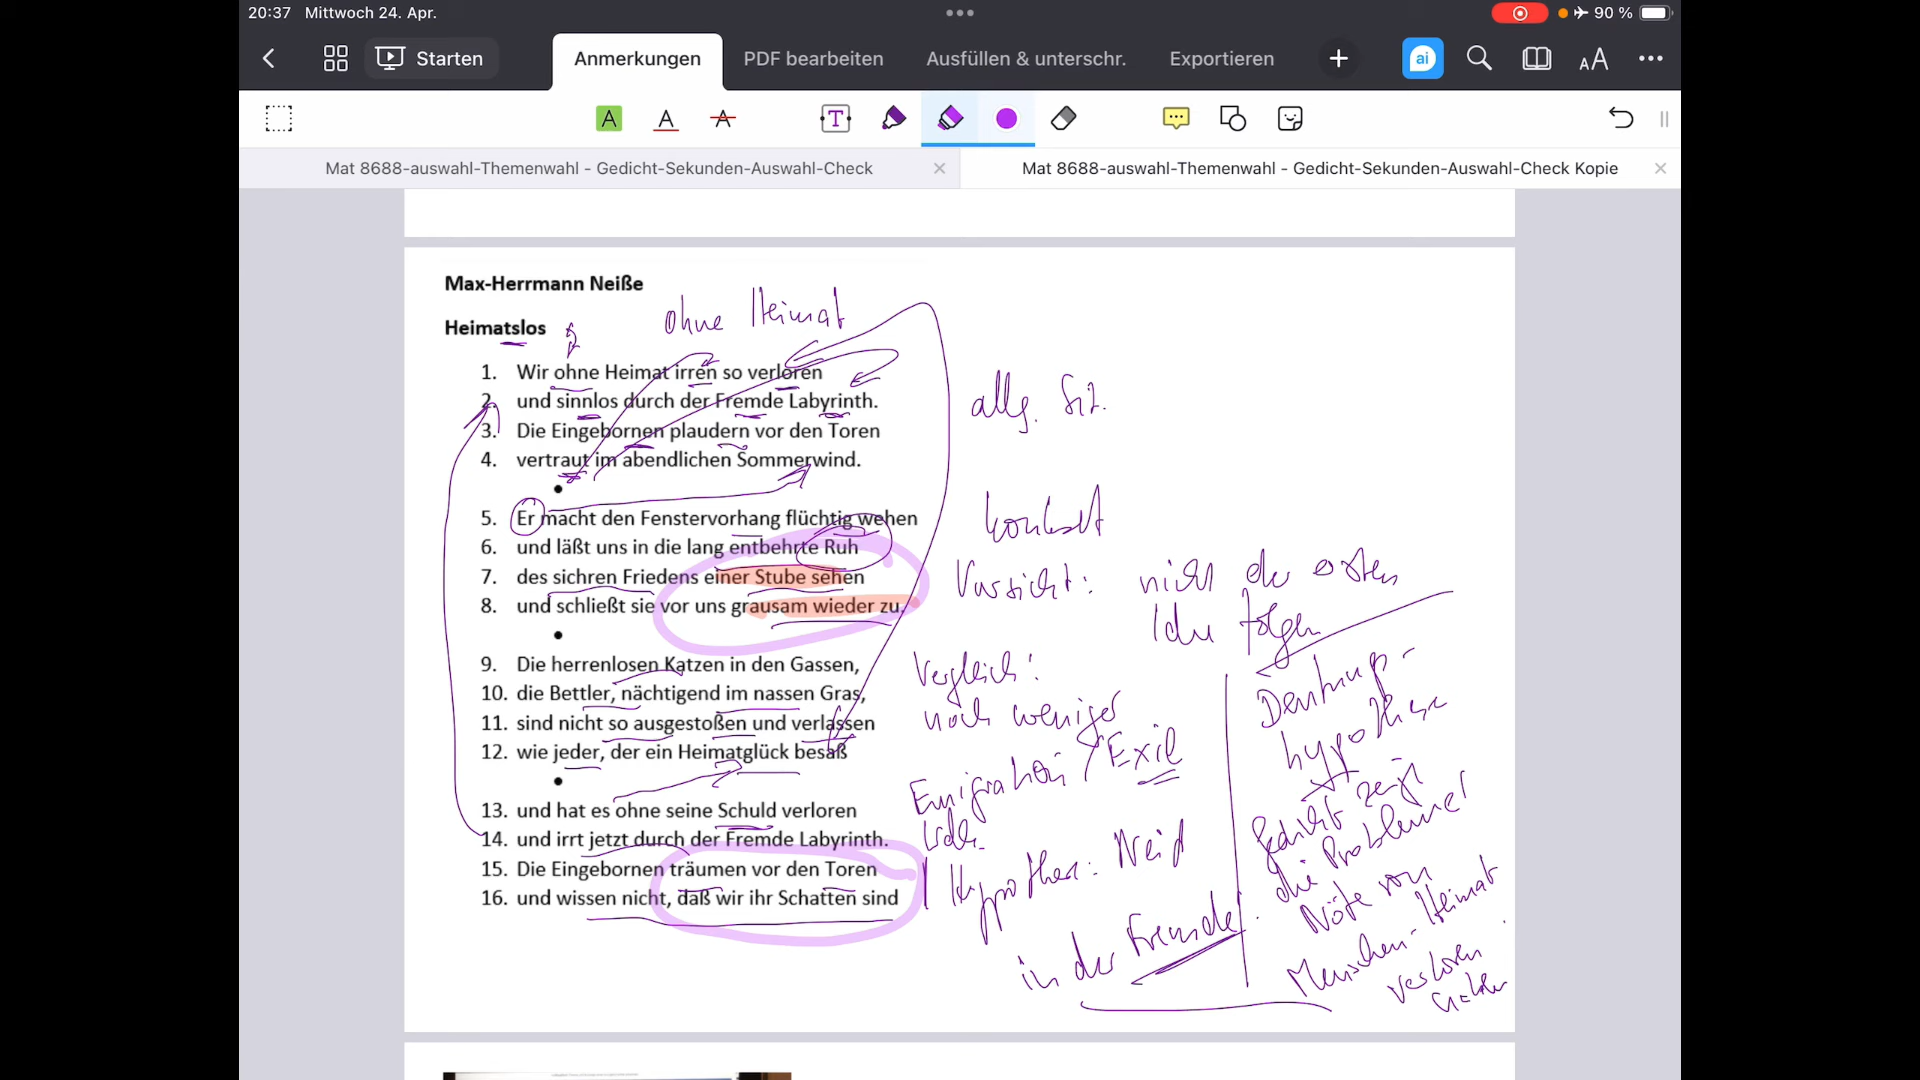 20:37 Mittwoch 24. Apr.
90 %
Starten
Anmerkungen
PDF bearbeiten
Ausfüllen & unterschr.
Exportieren
ai
Mat 8688-auswahl-Themenwahl - Gedicht-Sekunden-Auswahl-Check
Mat 8688-auswahl-Themenwahl - Gedicht-Sekunden-Auswahl-Check Kopie
Max-Herrmann Neiße
ohne Heimat
Heimatslos
1. Wir ohne Heimat irren so verloren
2. und sinnlos durch der Fremde Labyrinth.
allg. Sit.
3. Die Eingebornen plaudern vor den Toren
4. vertraut im abendlichen Sommerwind.
5. Er macht den Fenstervorhang flüchtig wehen
Kontrast
6. und läßt uns in die lang entbehrte Ruh
7. des sichren Friedens einer Stube sehen
Vorsicht: nicht der ersten
Idee folgen
8. und schließt sie vor uns grausam wieder zu.
9. Die herrenlosen Katzen in den Gassen,
10. die Bettler, nächtigend im nassen Gras,
11. sind nicht so ausgestoßen und verlassen
12. wie jeder, der ein Heimatglück besaß
Vergleich:
noch weniger
Emigration / Exil
13. und hat es ohne seine Schuld verloren
14. und irrt jetzt durch der Fremde Labyrinth.
15. Die Eingebornen träumen vor den Toren
16. und wissen nicht, daß wir ihr Schatten sind
Hypothese: Neid
in der Fremde
Deutungs-
hypothese
Gedicht zeigt
die Probleme /
Nöte von
Menschen Heimat
verloren